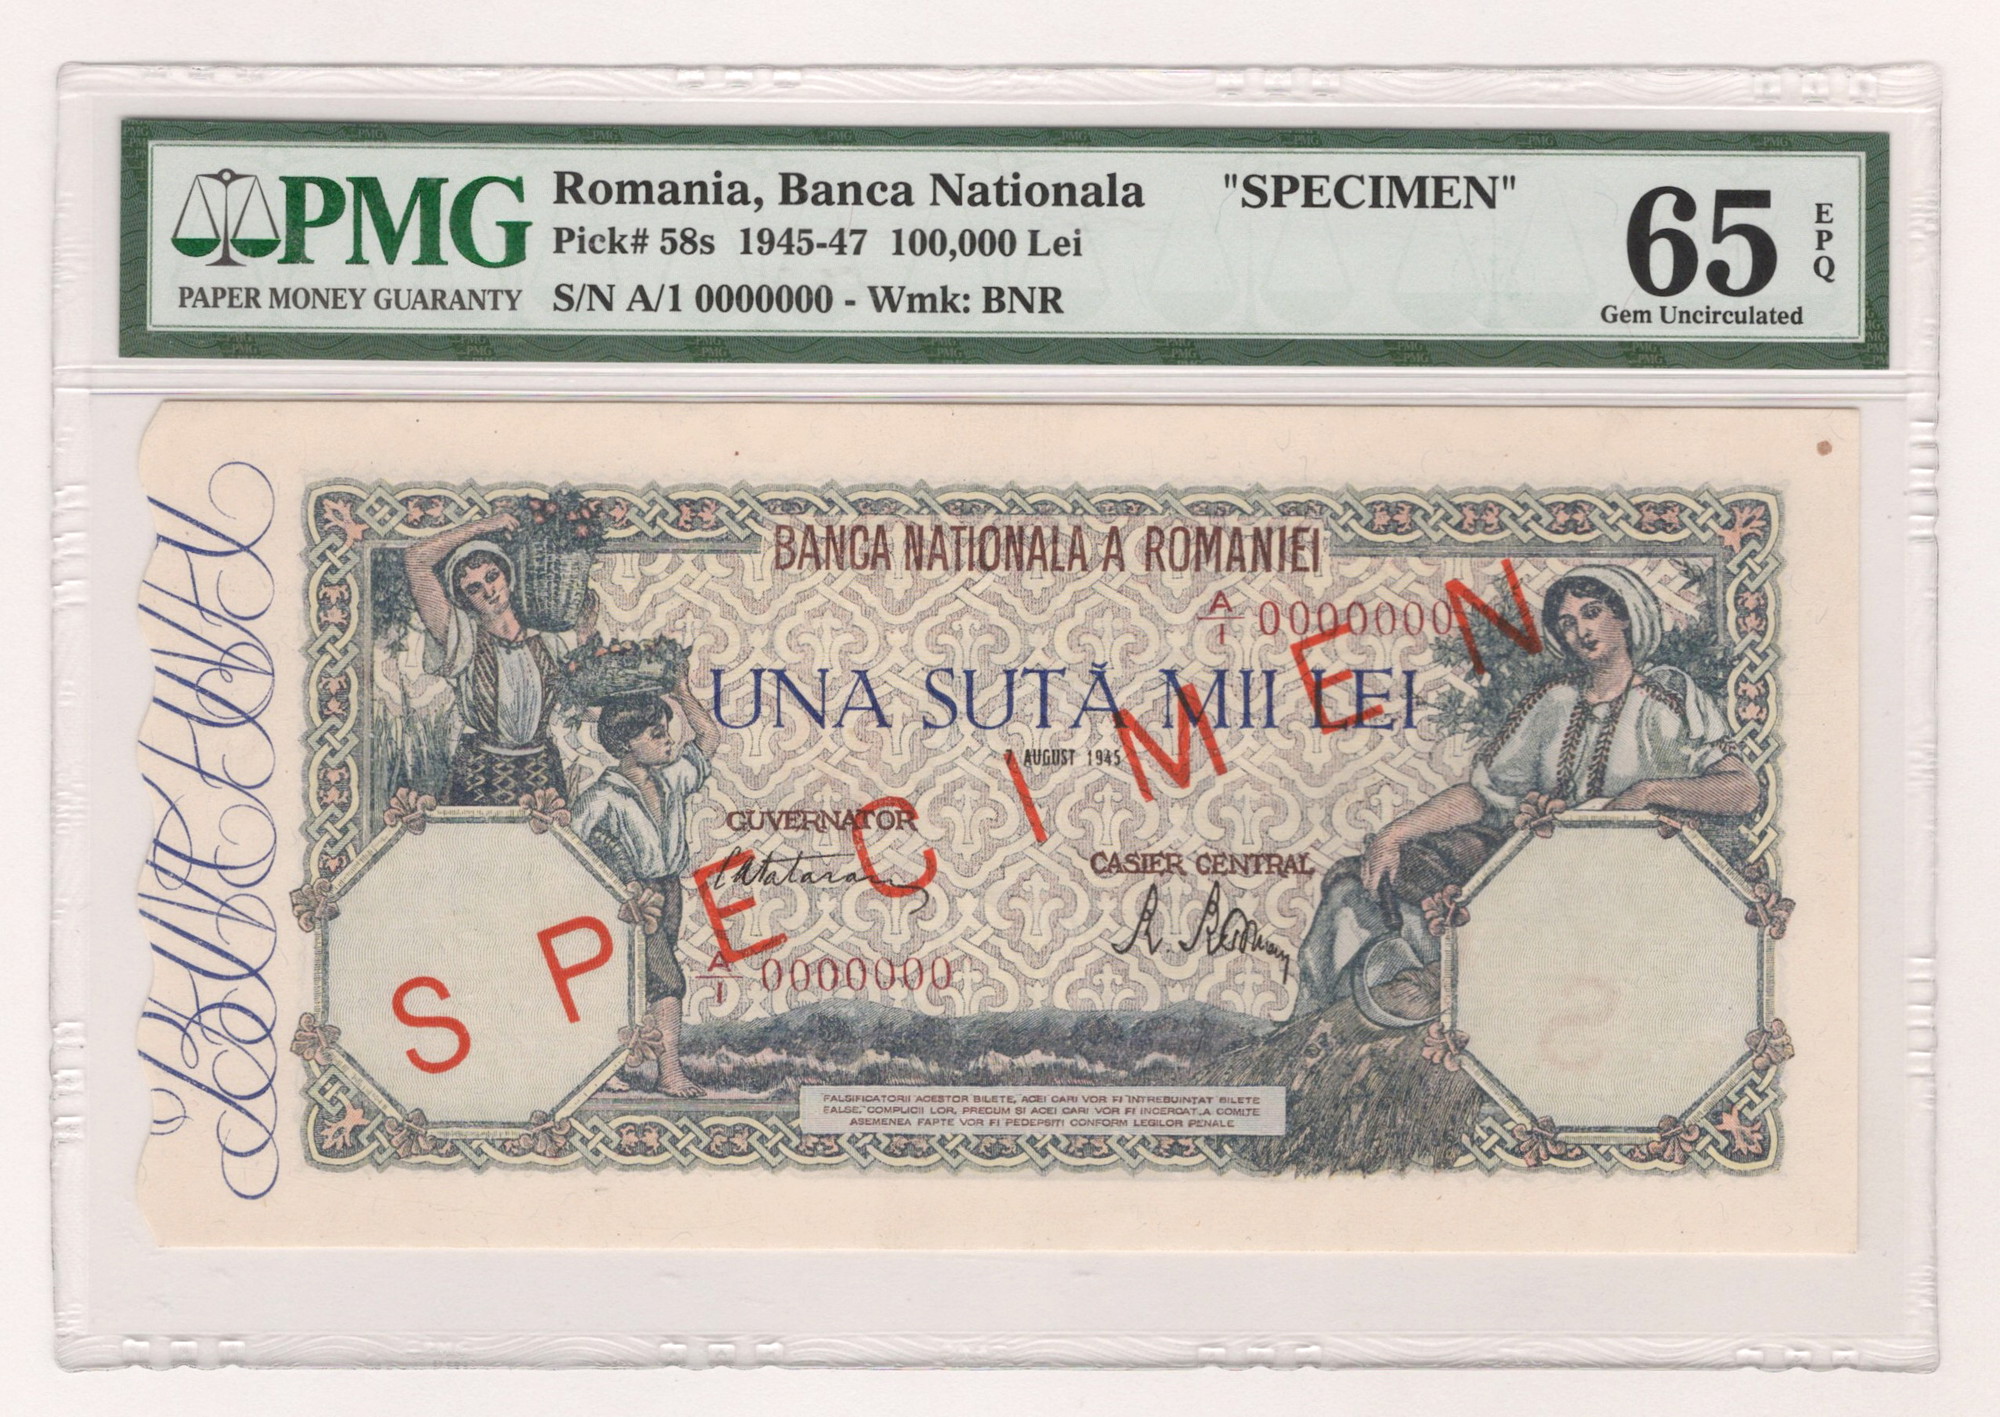 PMG
PAPER MONEY GUARANTY
Romania, Banca Nationala "SPECIMEN"
Pick# 58s 1945-47 100,000 Lei
S/N A/1 0000000 - Wmk: BNR
65
EPQ
Gem Uncirculated
BANCA NATIONALA A ROMANIEI
A/1 0000000
UNA SUTĂ MII LEI
7 AUGUST 1945
SPECIMEN
GUVERNATOR
CASIER CENTRAL
A/1 0000000
FALSIFICATORII ACESTOR BILETE, ACEI CARI VOR FI INTREBUINTAT BILETE
FALSE, COMPLICII LOR, PRECUM SI ACEI CARI VOR FI INCERCAT A COMITE
ASEMENEA FAPTE VOR FI PEDEPSITI CONFORM LEGILOR PENALE